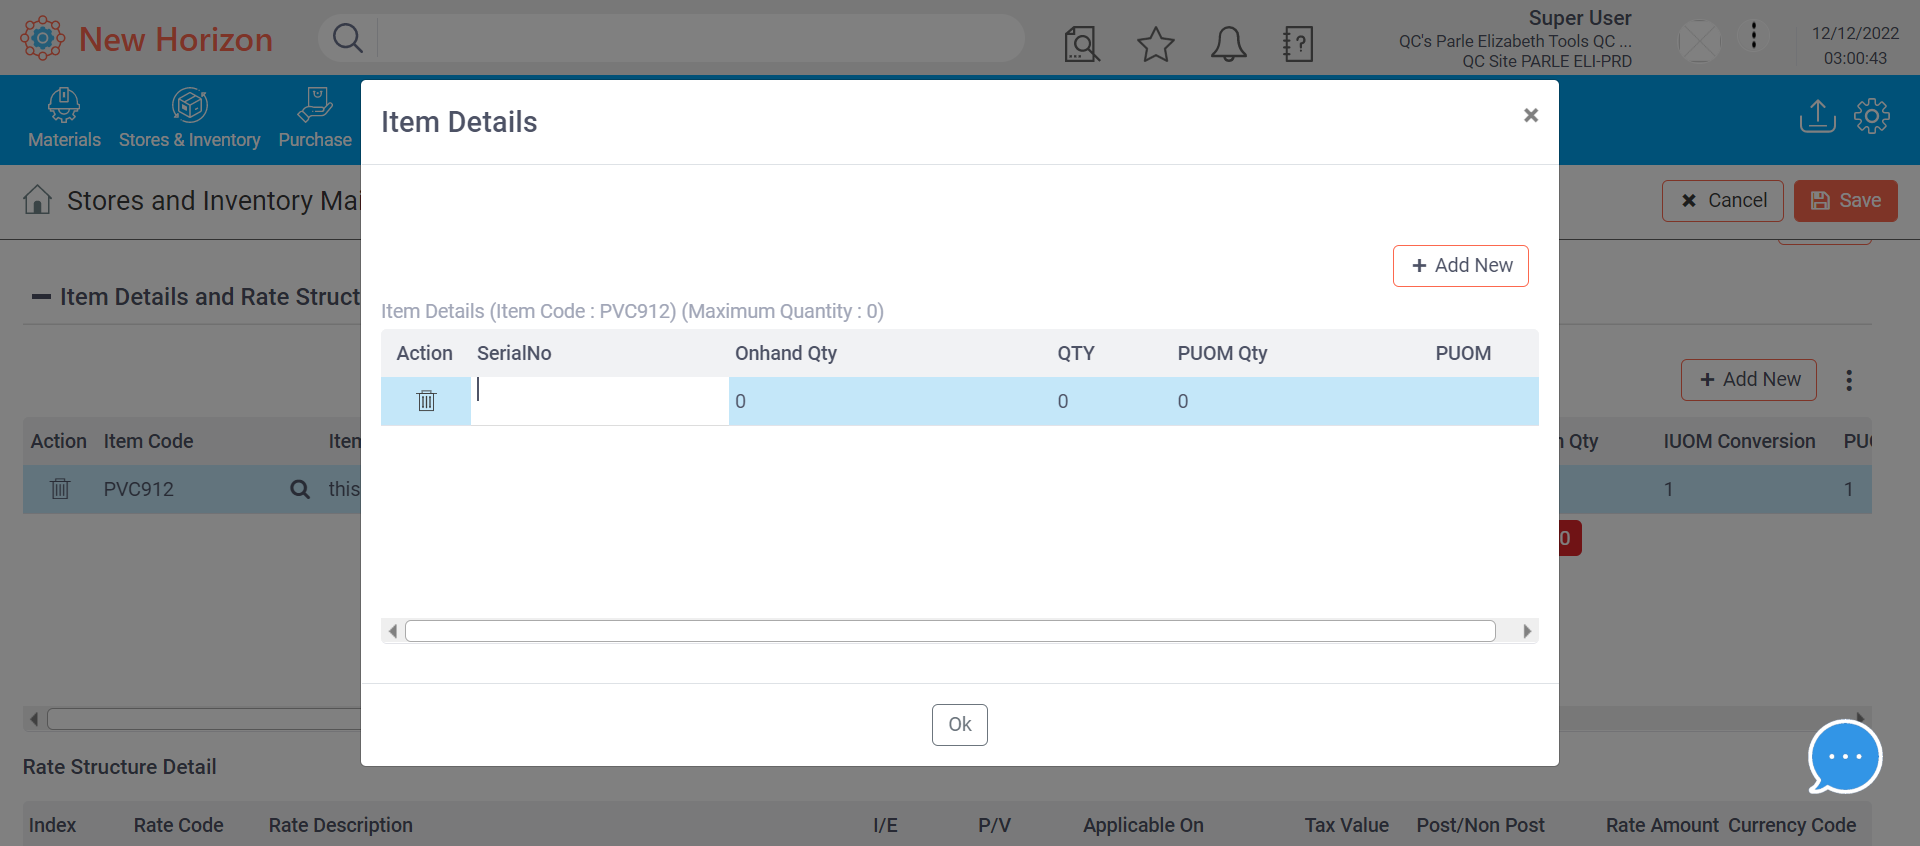 New Horizon
Super User
QC's Parle Elizabeth Tools QC ...
QC Site PARLE ELI-PRD
12/12/2022
03:00:43
Materials
Stores & Inventory
Purchase
Stores and Inventory Mai
Cancel
Save
Item Details
Add New
Item Details (Item Code : PVC912) (Maximum Quantity : 0)
Action SerialNo Onhand Qty QTY PUOM Qty PUOM
0 0 0
Ok
Item Details and Rate Struct
Add New
Action Item Code Iten Qty IUOM Conversion PU
PVC912 this 1 1
0
Rate Structure Detail
Index Rate Code Rate Description I/E P/V Applicable On Tax Value Post/Non Post Rate Amount Currency Code